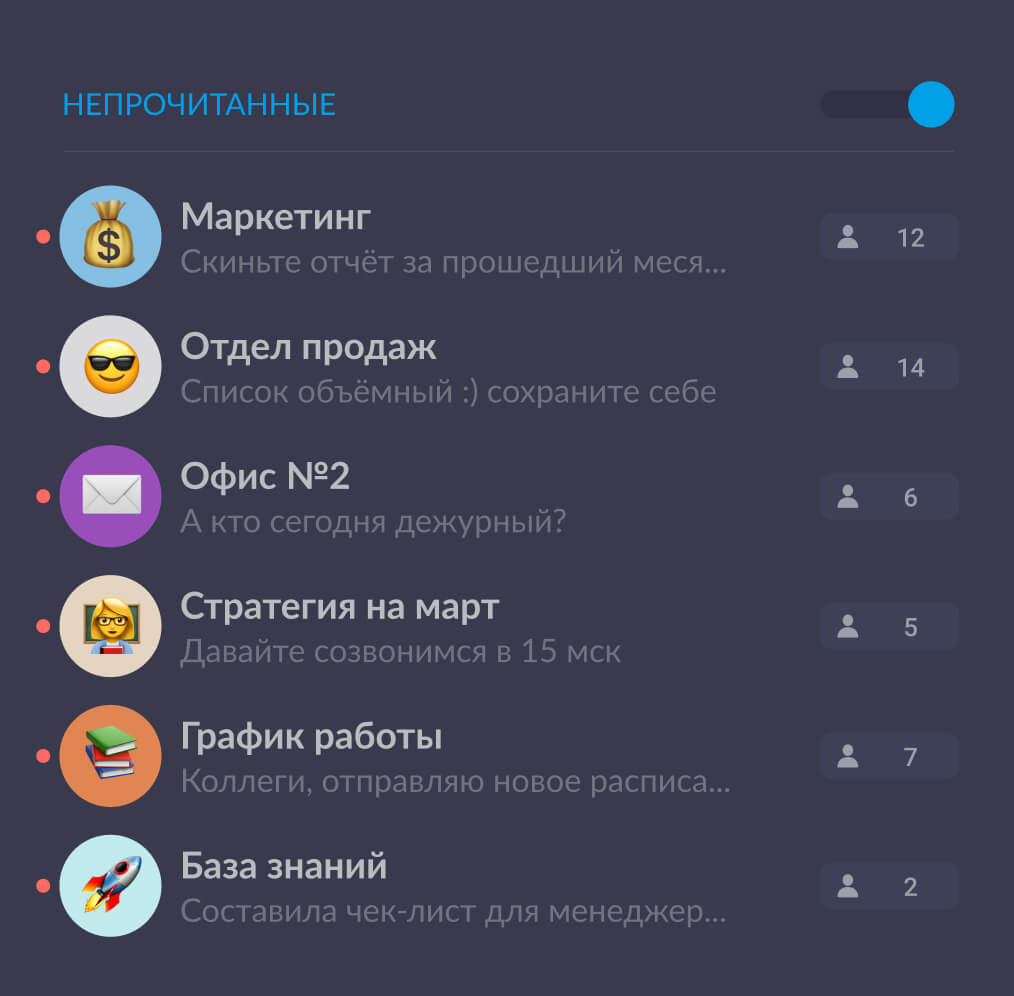 НЕПРОЧИТАННЫЕ
Маркетинг
Скиньте отчёт за прошедший меся...
12
Отдел продаж
Список объёмный :) сохраните себе
14
Офис №2
А кто сегодня дежурный?
6
Стратегия на март
Давайте созвонимся в 15 мск
5
График работы
Коллеги, отправляю новое расписа...
7
База знаний
Составила чек-лист для менеджер...
2